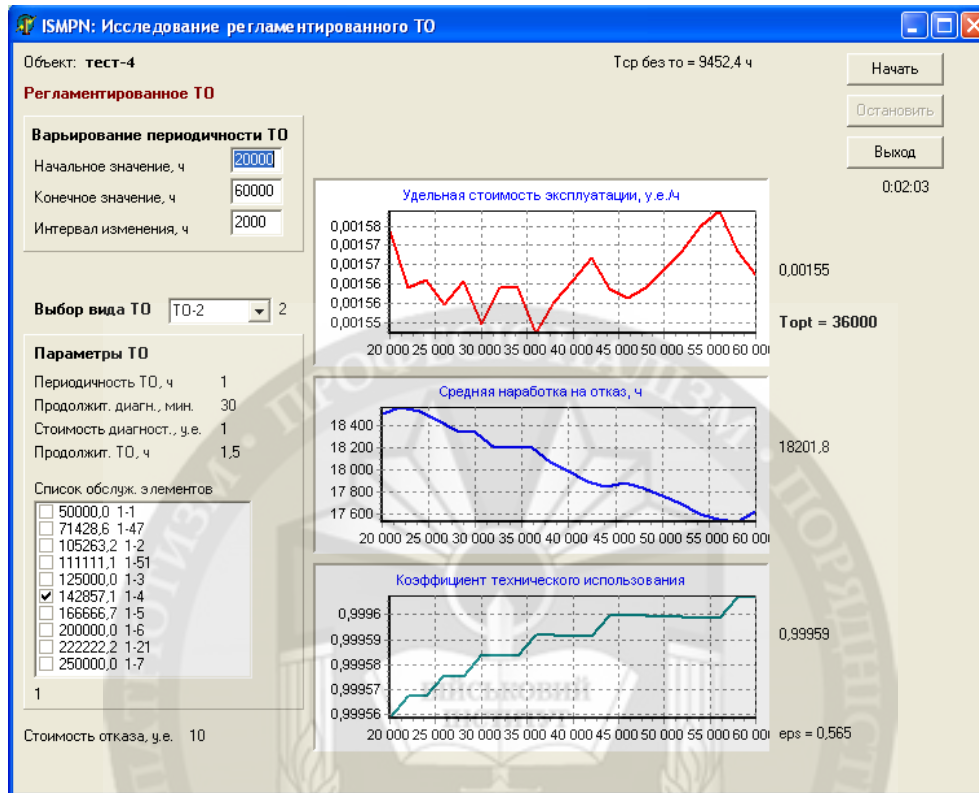 ISMPN: Исследование регламентированного ТО
Объект: тест-4
Тср без то = 9452,4 ч
Начать
Регламентированное ТО
Остановить
Выход
0:02:03
Варьирование периодичности ТО
Начальное значение, ч 20000
Конечное значение, ч 60000
Интервал изменения, ч 2000
Выбор вида ТО ТО-2 2
Параметры ТО
Периодичность ТО, ч 1
Продолжит. диагн., мин. 30
Стоимость диагност., у.е. 1
Продолжит. ТО, ч 1,5
Список обслуж. элементов
50000,0 1-1
71428,6 1-47
105263,2 1-2
111111,1 1-51
125000,0 1-3
142857,1 1-4
166666,7 1-5
200000,0 1-6
222222,2 1-21
250000,0 1-7
1
Стоимость отказа, у.е. 10
Удельная стоимость эксплуатации, у.е./ч
0,00158
0,00157
0,00157
0,00156
0,00156
0,00155
20 000 25 000 30 000 35 000 40 000 45 000 50 000 55 000 60 00
0,00155
Topt = 36000
Средняя наработка на отказ, ч
18 400
18 200
18 000
17 800
17 600
20 000 25 000 30 000 35 000 40 000 45 000 50 000 55 000 60 00
18201,8
Коэффициент технического использования
0,9996
0,99959
0,99958
0,99957
0,99956
20 000 25 000 30 000 35 000 40 000 45 000 50 000 55 000 60 00
0,99959
eps = 0,565